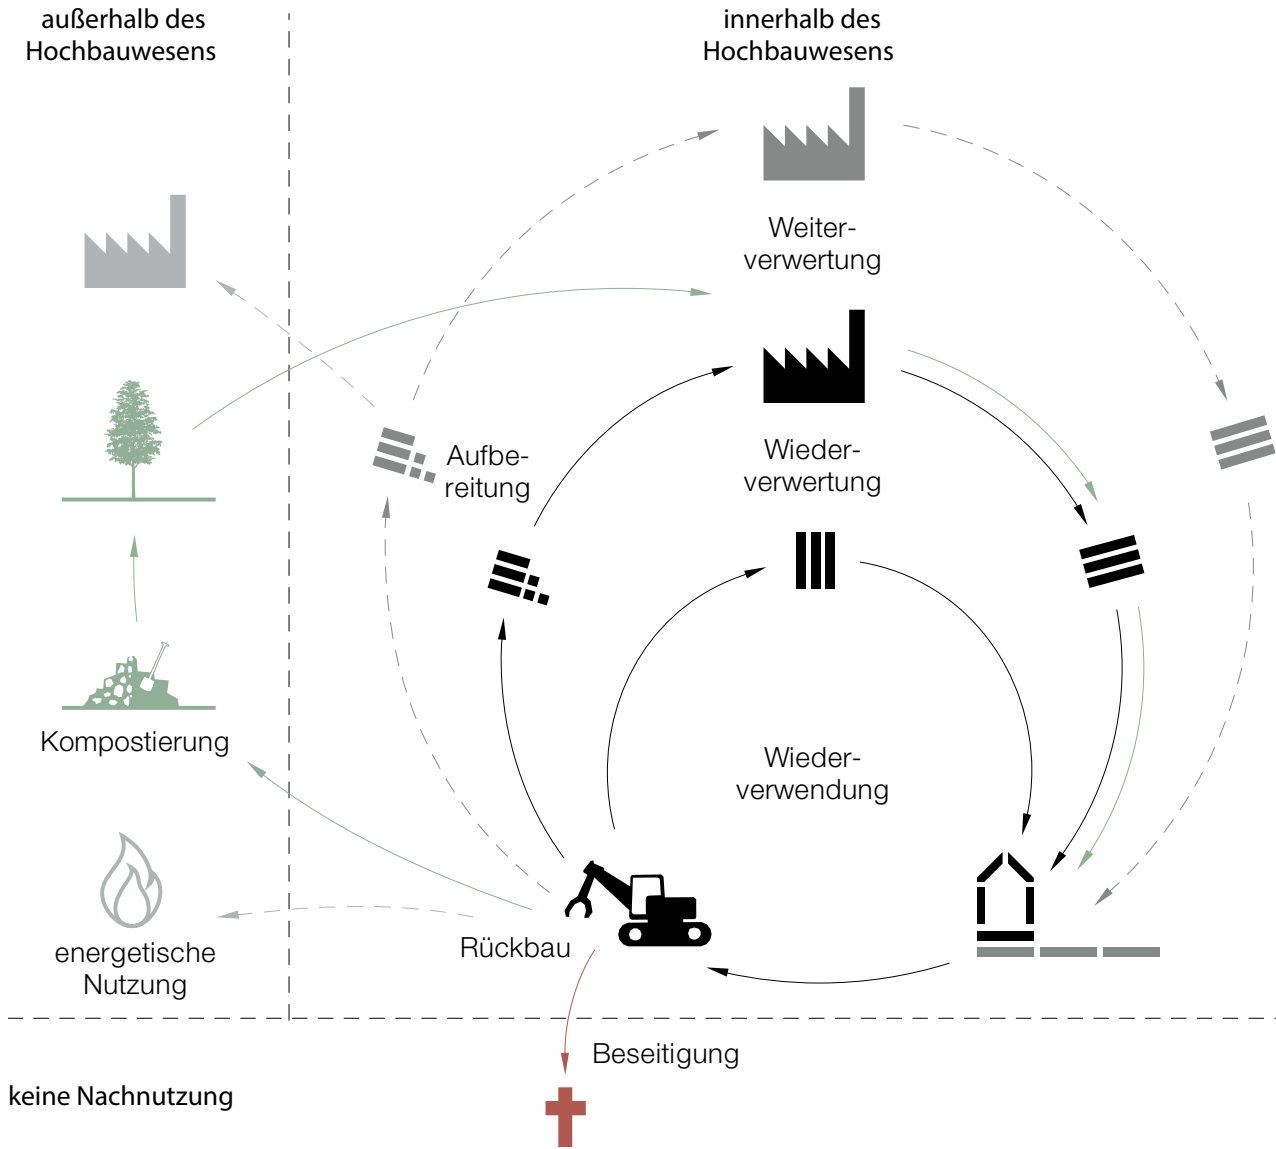 außerhalb des
Hochbauwesens
innerhalb des
Hochbauwesens
Weiter-
verwertung
Aufbe-
reitung
Wieder-
verwertung
Kompostierung
Wieder-
verwendung
energetische
Nutzung
Rückbau
Beseitigung
keine Nachnutzung